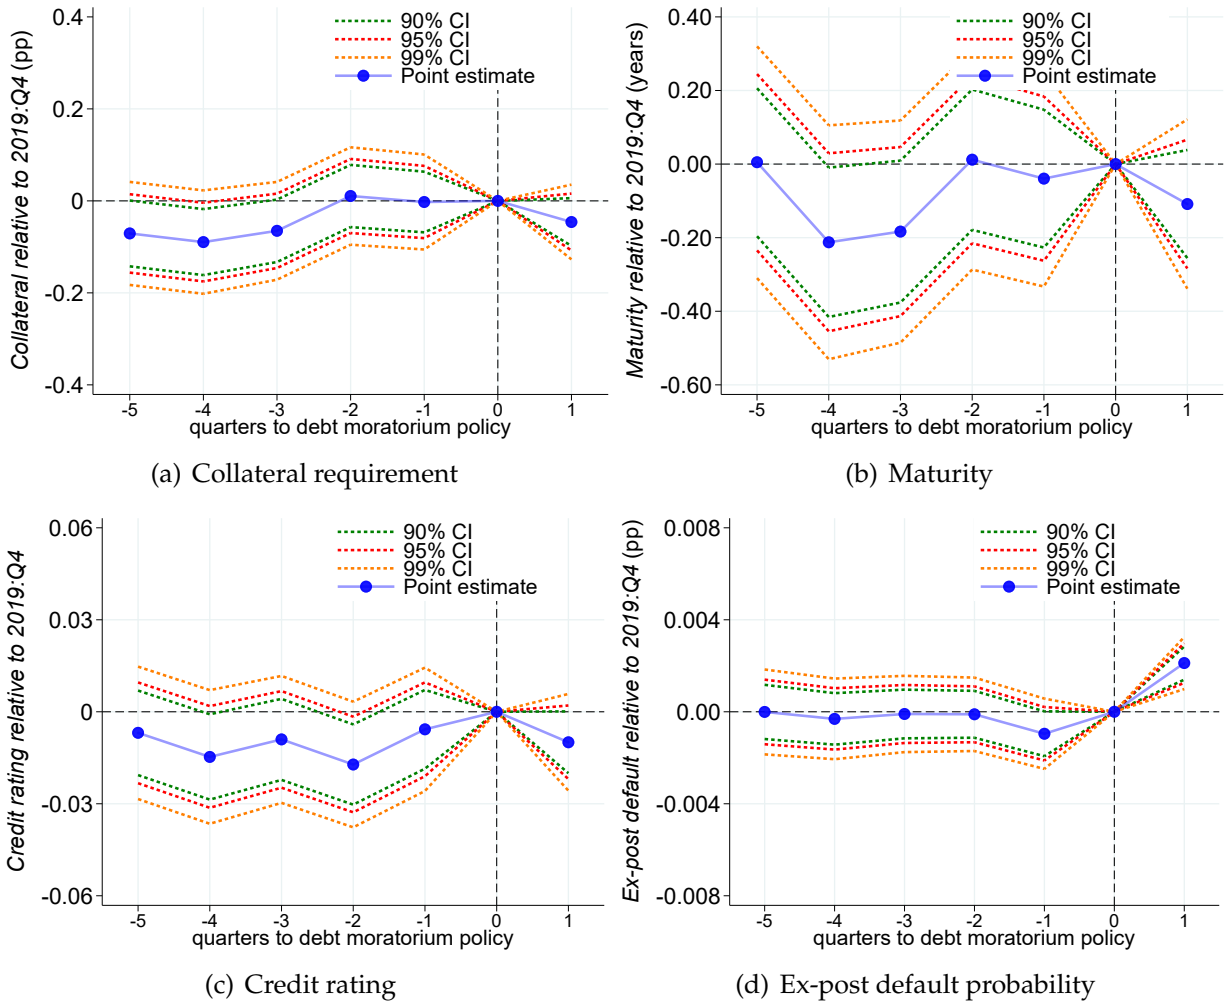 Collateral relative to 2019:Q4 (pp)
0.4
0.2
0
-0.2
-0.4
90% CI
95% CI
99% CI
Point estimate
-5 -4 -3 -2 -1 0 1
quarters to debt moratorium policy
(a) Collateral requirement
Maturity relative to 2019:Q4 (years)
0.40
0.20
0.00
-0.20
-0.40
-0.60
90% CI
95% CI
99% CI
Point estimate
-5 -4 -3 -2 -1 0 1
quarters to debt moratorium policy
(b) Maturity
Credit rating relative to 2019:Q4
0.06
0.03
0
-0.03
-0.06
90% CI
95% CI
99% CI
Point estimate
-5 -4 -3 -2 -1 0 1
quarters to debt moratorium policy
(c) Credit rating
Ex-post default relative to 2019:Q4 (pp)
0.008
0.004
0.00
-0.004
-0.008
90% CI
95% CI
99% CI
Point estimate
-5 -4 -3 -2 -1 0 1
quarters to debt moratorium policy
(d) Ex-post default probability